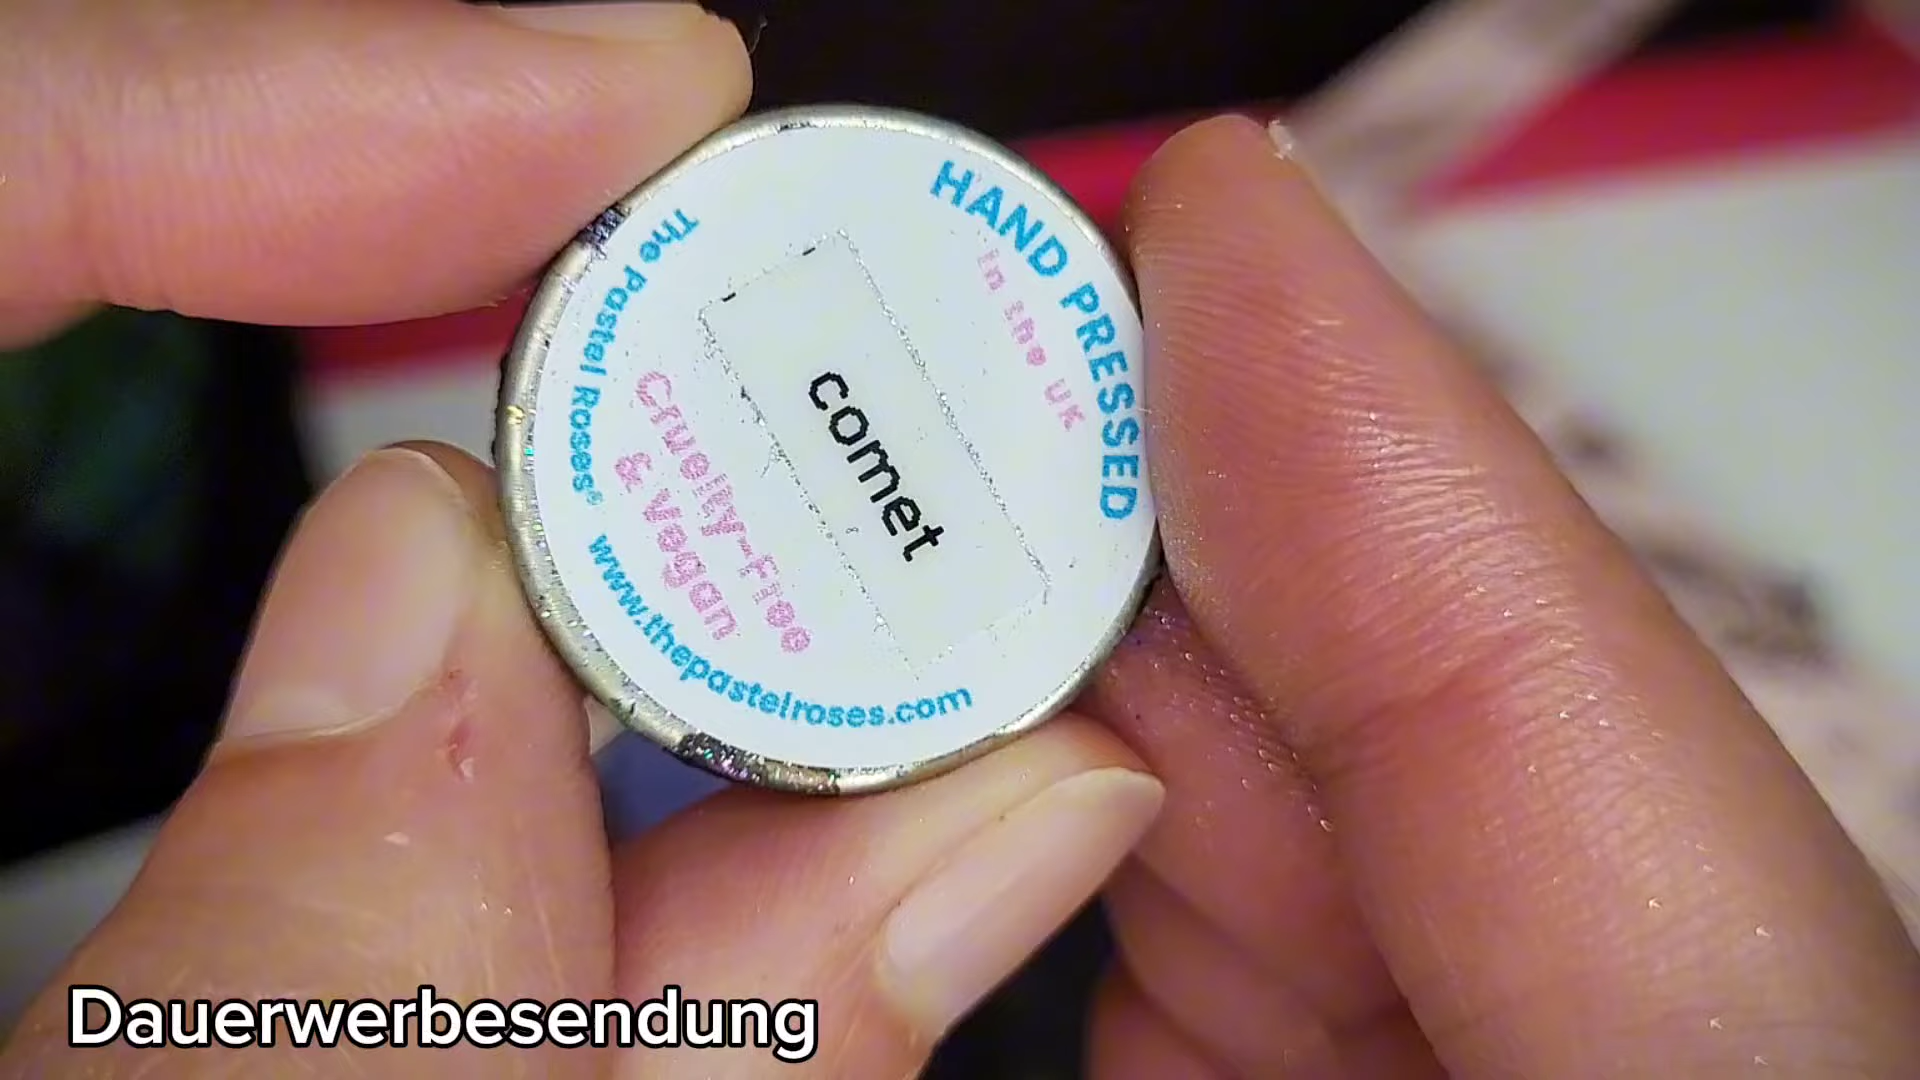 HAND PRESSED
in the UK
comet
Cruelty-Free
& Vegan
The Pastel Roses®
www.thepastelroses.com
Dauerwerbesendung